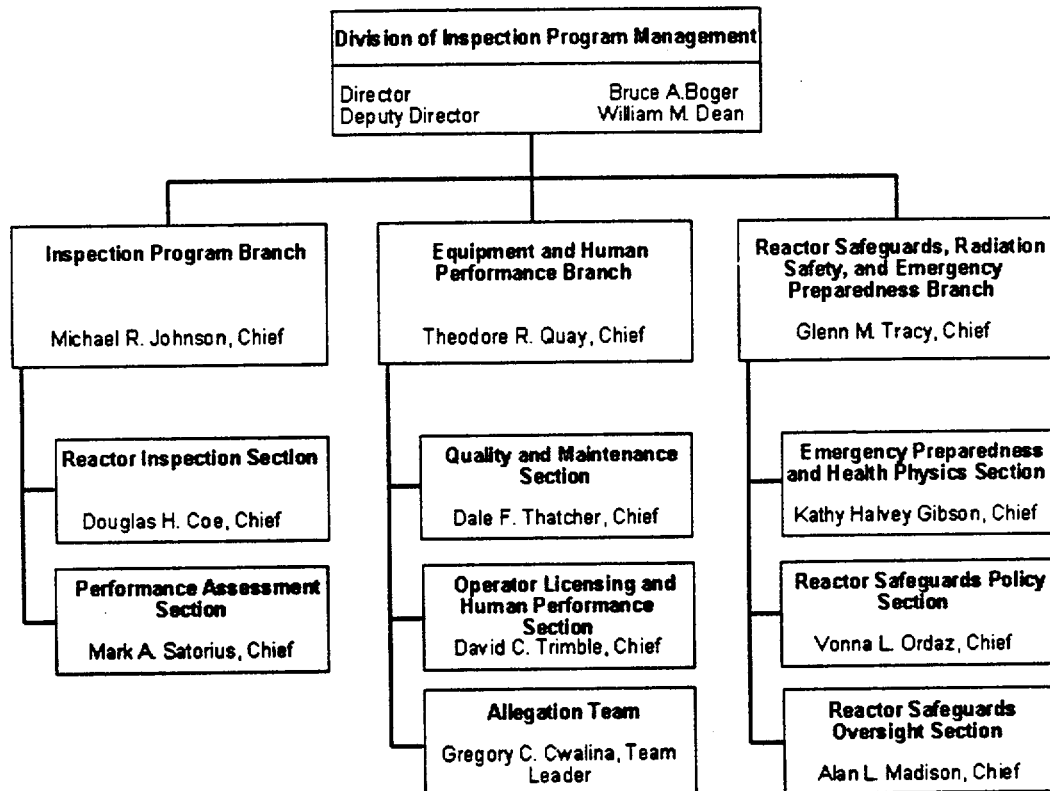 Division of Inspection Program Management
Director Bruce A.Boger
Deputy Director William M. Dean
Inspection Program Branch
Michael R. Johnson, Chief
Equipment and Human
Performance Branch
Theodore R. Quay, Chief
Reactor Safeguards, Radiation
Safety, and Emergency
Preparedness Branch
Glenn M. Tracy, Chief
Reactor Inspection Section
Douglas H. Coe, Chief
Performance Assessment
Section
Mark A. Satorius, Chief
Quality and Maintenance
Section
Dale F. Thatcher, Chief
Operator Licensing and
Human Performance
Section
David C. Trimble, Chief
Allegation Team
Gregory C. Cwalina, Team
Leader
Emergency Preparedness
and Health Physics Section
Kathy Halvey Gibson, Chief
Reactor Safeguards Policy
Section
Vonna L. Ordaz, Chief
Reactor Safeguards
Oversight Section
Alan L. Madison, Chief